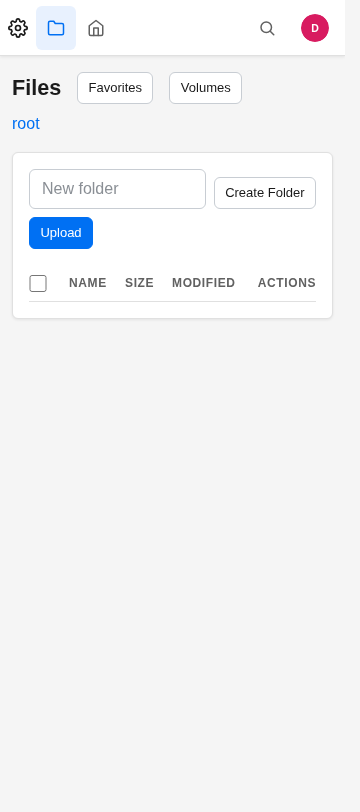 D
Files Favorites Volumes
root
New folder Create Folder
Upload
NAME SIZE MODIFIED ACTIONS